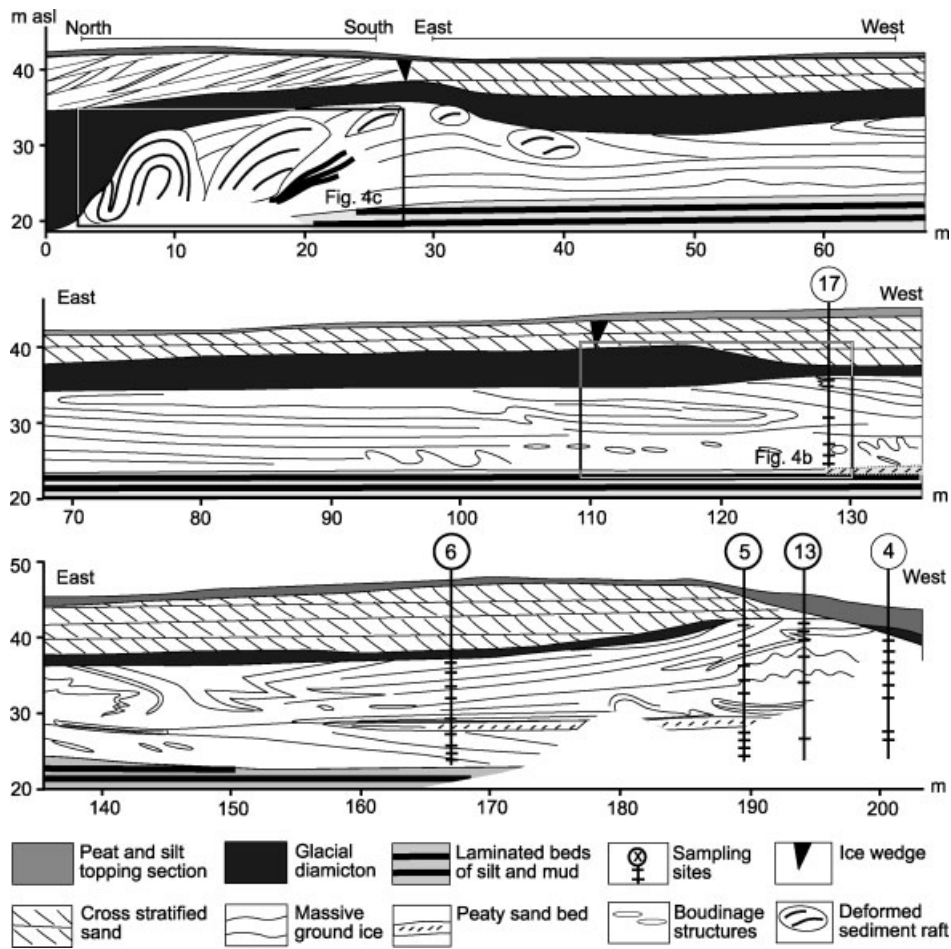 m asl
North South East West
40
30
20
Fig. 4c
0 10 20 30 40 50 60 m
17
East West
40
30
20
Fig. 4b
70 80 90 100 110 120 130 m
50
6 5 13 4
East West
40
30
20
140 150 160 170 180 190 200 m
Peat and silt
topping section
Glacial
diamicton
Laminated beds
of silt and mud
X
Sampling
sites
Ice wedge
Cross stratified
sand
Massive
ground ice
Peaty sand bed
Boudinage
structures
Deformed
sediment raft